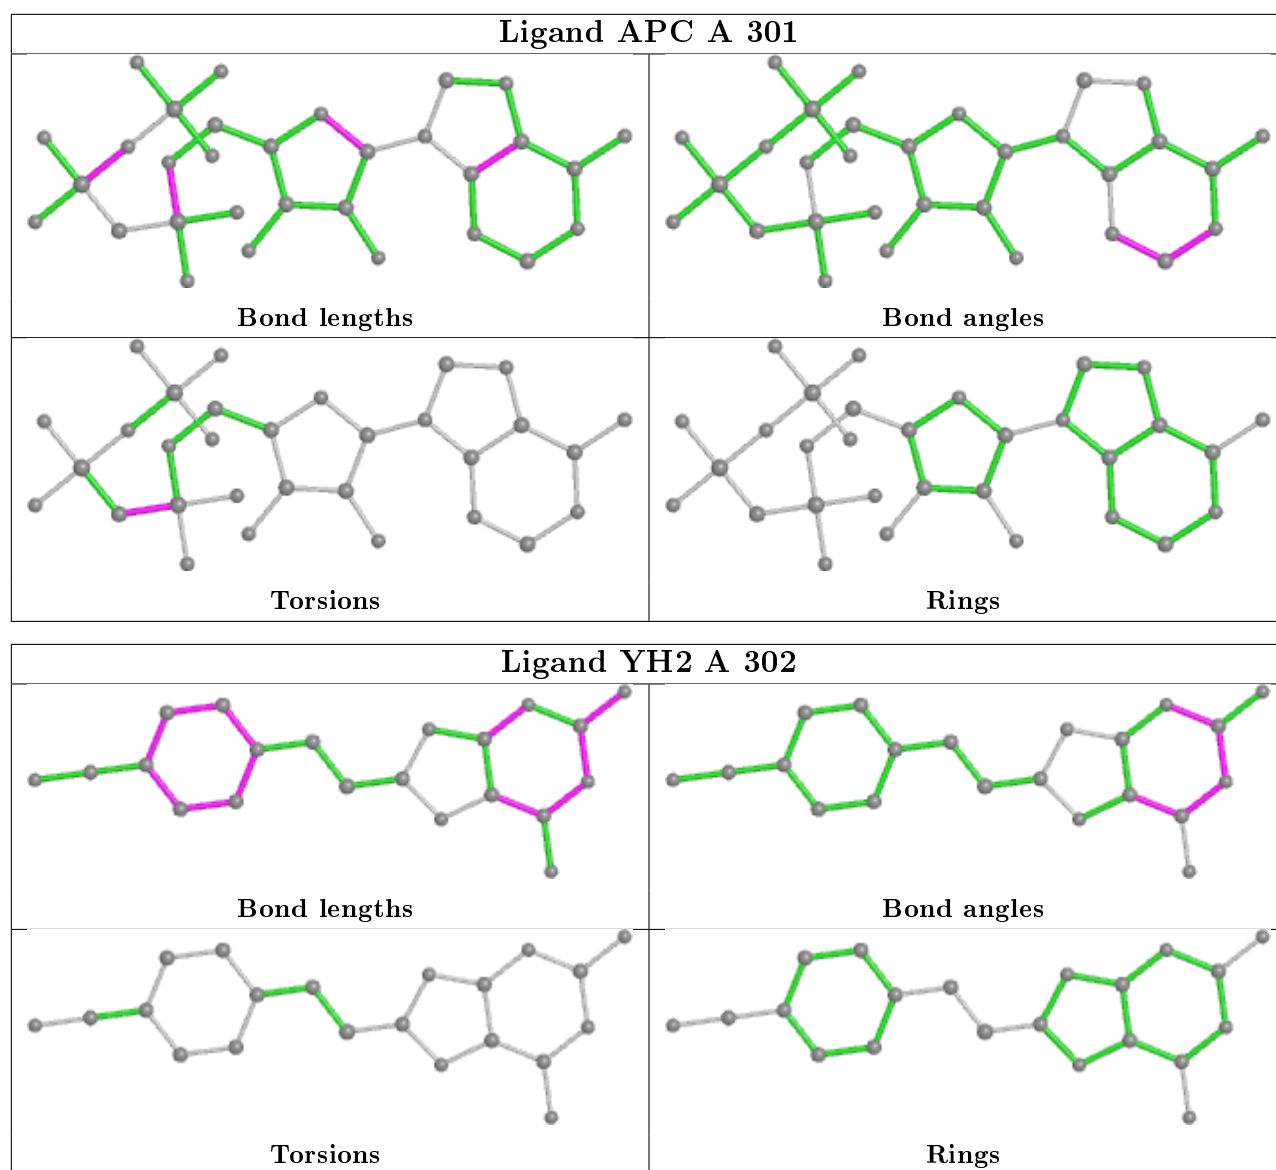 Ligand APC A 301
Bond lengths
Bond angles
Torsions
Rings
Ligand YH2 A 302
Bond lengths
Bond angles
Torsions
Rings